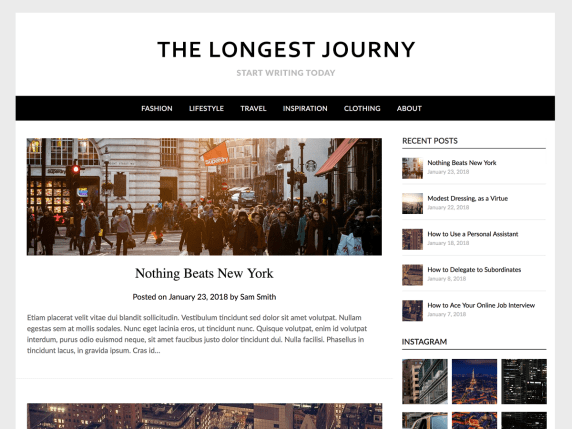 THE LONGEST JOURNY
START WRITING TODAY
FASHION LIFESTYLE TRAVEL INSPIRATION CLOTHING ABOUT
superdry
Nothing Beats New York
Posted on January 23, 2018 by Sam Smith
Etiam placerat velit vitae dui blandit sollicitudin. Vestibulum tincidunt sed dolor sit amet volutpat. Nullam
egestas sem at mollis sodales. Nunc eget lacinia eros, ut tincidunt nunc. Quisque volutpat, enim id volutpat
interdum, purus odio euismod neque, sit amet faucibus justo dolor tincidunt dui. Nulla facilisi. Phasellus in
tincidunt lacus, in gravida ipsum. Cras id...
RECENT POSTS
Nothing Beats New York
January 23, 2018
Modest Dressing, as a Virtue
January 22, 2018
How to Use a Personal Assistant
January 18, 2018
How to Delegate to Subordinates
January 8, 2018
How to Ace Your Online Job Interview
January 7, 2018
INSTAGRAM